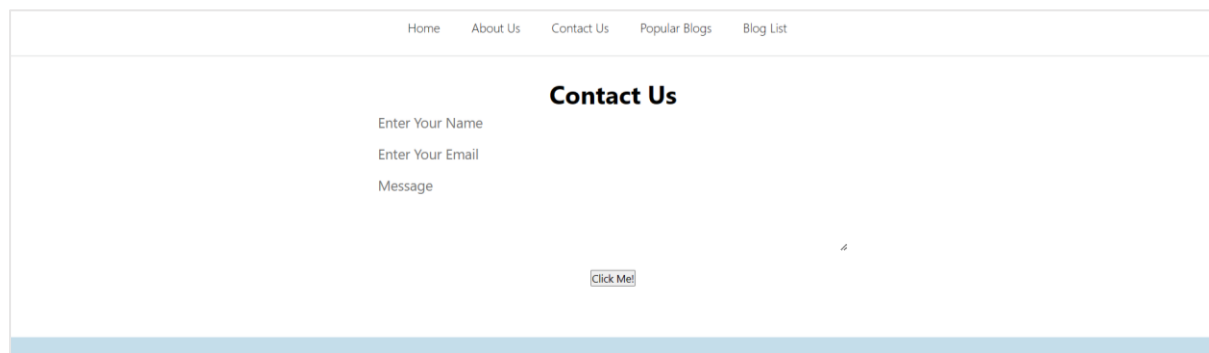 Home About Us Contact Us Popular Blogs Blog List
Contact Us
Enter Your Name
Enter Your Email
Message
Click Me!